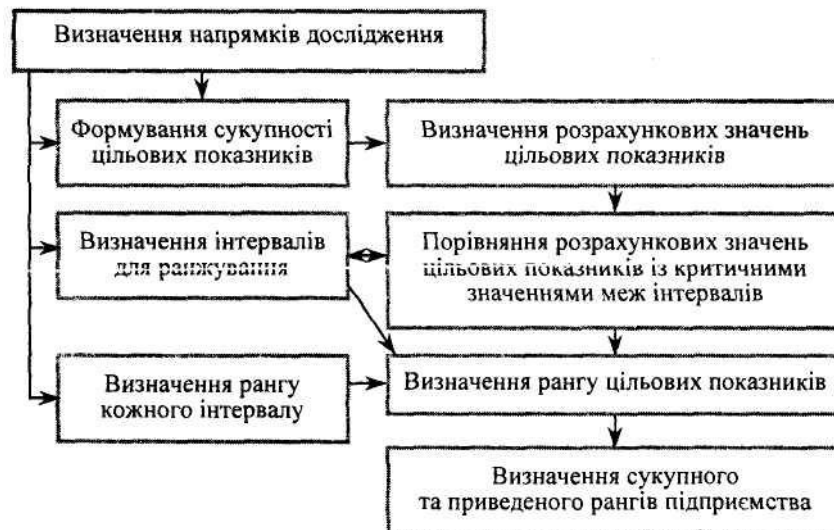 Визначення напрямків дослідження
Формування сукупності
цільових показників
Визначення розрахункових значень
цільових показників
Визначення інтервалів
для ранжування
Порівняння розрахункових значень
цільових показників із критичними
значеннями меж інтервалів
Визначення рангу
кожного інтервалу
Визначення рангу цільових показників
Визначення сукупного
та приведеного рангів підприємства